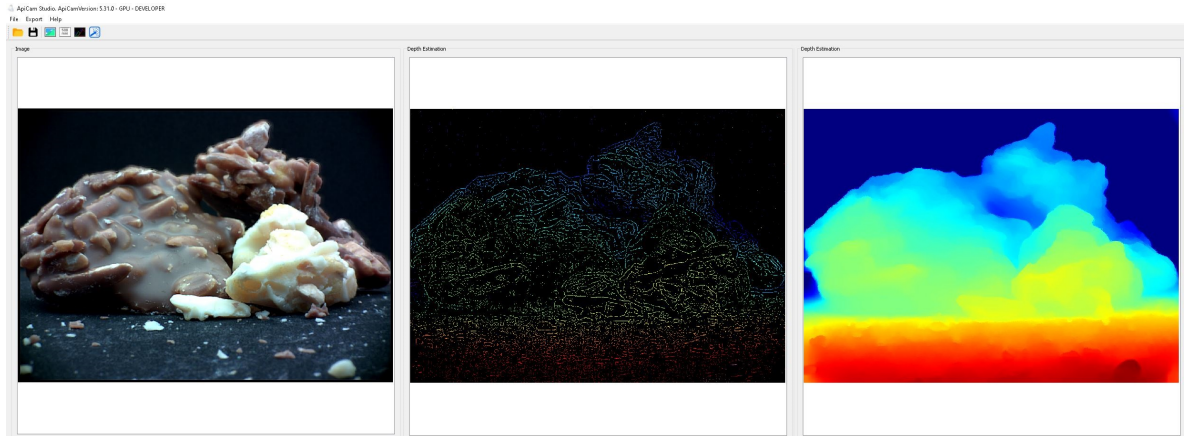 ApiCam Studio. ApiCamVersion: 5.31.0 - GPU - DEVELOPER
File Export Help
Image
Depth Estimation
Depth Estimation